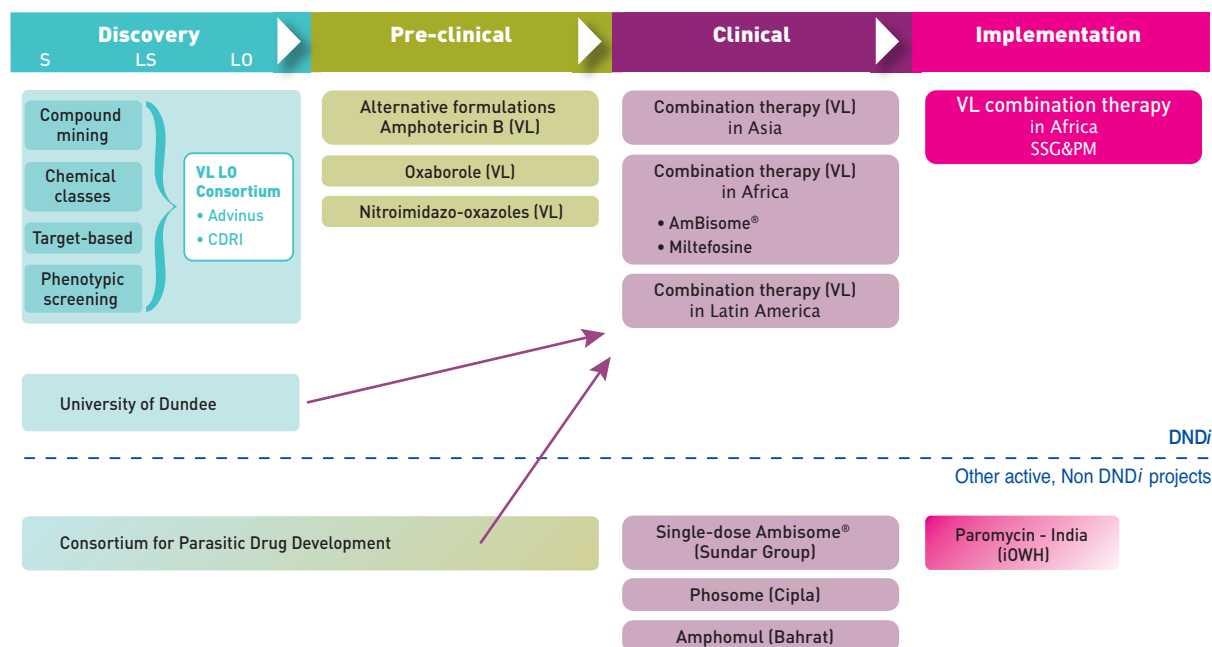 Discovery
S LS LO
Pre-clinical
Clinical
Implementation
Compound
mining
Chemical
classes
Target-based
Phenotypic
screening
VL LO
Consortium
• Advinus
• CDRI
Alternative formulations
Amphotericin B (VL)
Oxaborole (VL)
Nitroimidazo-oxazoles (VL)
Combination therapy (VL)
in Asia
Combination therapy (VL)
in Africa
• AmBisome®
• Miltefosine
Combination therapy (VL)
in Latin America
VL combination therapy
in Africa
SSG&PM
University of Dundee
DNDi
Other active, Non DNDi projects
Consortium for Parasitic Drug Development
Single-dose Ambisome®
(Sundar Group)
Phosome (Cipla)
Amphomul (Bahrat)
Paromycin - India
(iOWH)